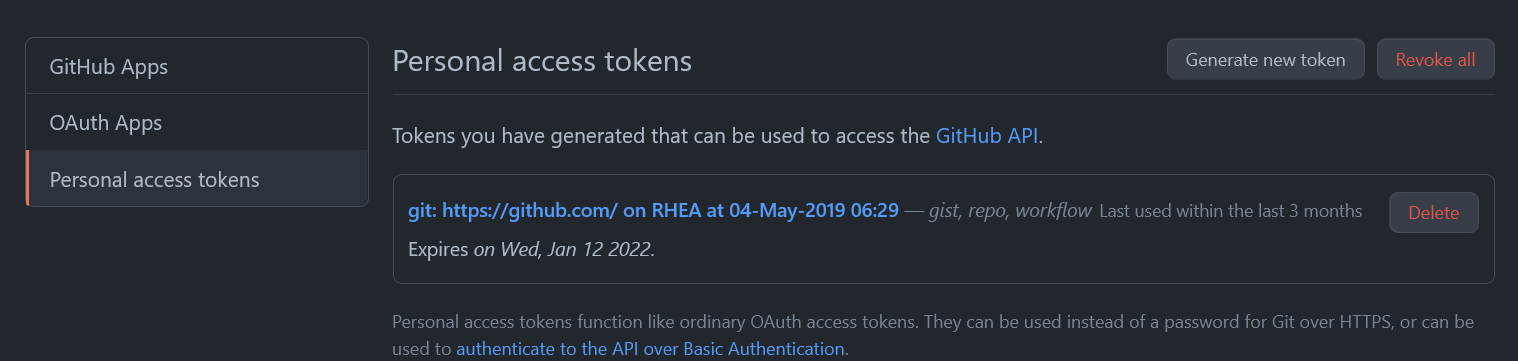 GitHub Apps
OAuth Apps
Personal access tokens
Personal access tokens
Generate new token
Revoke all
Tokens you have generated that can be used to access the GitHub API.
git: https://github.com/ on RHEA at 04-May-2019 06:29 — gist, repo, workflow Last used within the last 3 months
Delete
Expires on Wed, Jan 12 2022.
Personal access tokens function like ordinary OAuth access tokens. They can be used instead of a password for Git over HTTPS, or can be
used to authenticate to the API over Basic Authentication.